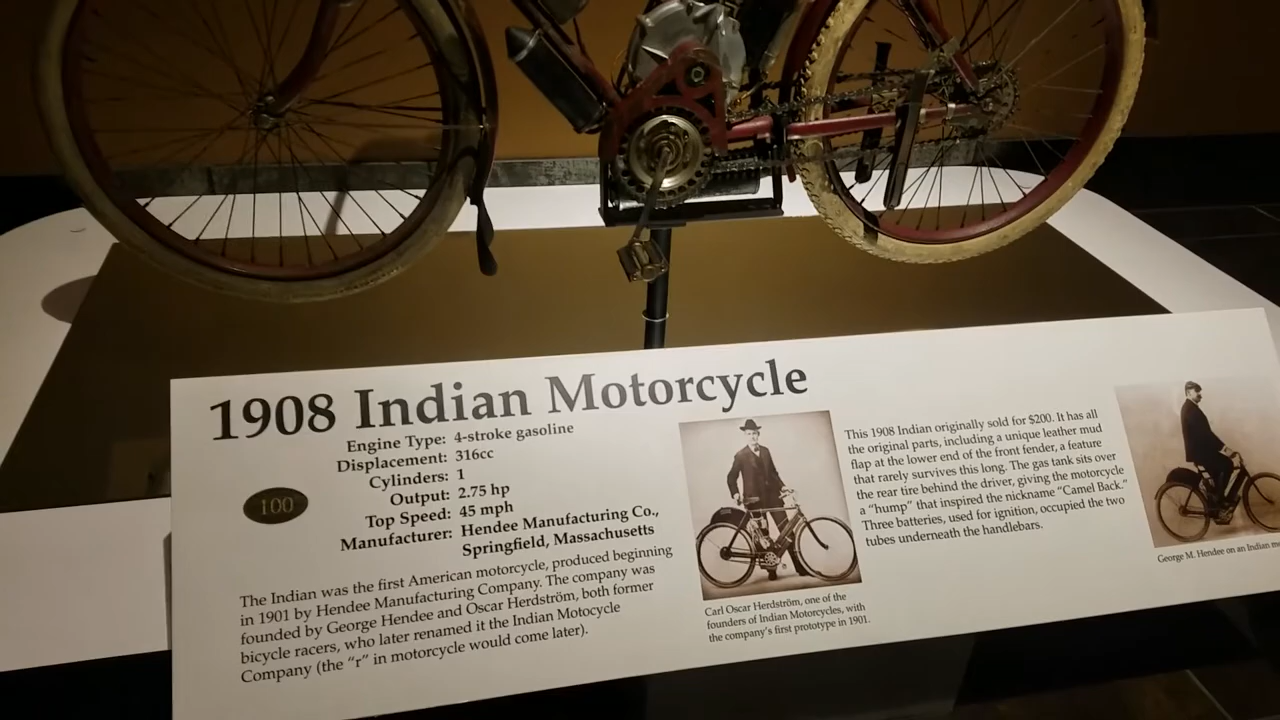 1908 Indian Motorcycle
Engine Type: 4-stroke gasoline
Displacement: 316cc
Cylinders: 1
Output: 2.75 hp
Top Speed: 45 mph
Manufacturer: Hendee Manufacturing Co.,
Springfield, Massachusetts
100
The Indian was the first American motorcycle, produced beginning
in 1901 by Hendee Manufacturing Company. The company was
founded by George Hendee and Oscar Herdström, both former
bicycle racers, who later renamed it the Indian Motocycle
Company (the “r” in motorcycle would come later).
Carl Oscar Herdström, one of the
founders of Indian Motorcycles, with
the company's first prototype in 1901.
This 1908 Indian originally sold for $200. It has all
the original parts, including a unique leather mud
flap at the lower end of the front fender, a feature
that rarely survives this long. The gas tank sits over
the rear tire behind the driver, giving the motorcycle
a “hump” that inspired the nickname “Camel Back.”
Three batteries, used for ignition, occupied the two
tubes underneath the handlebars.
George M. Hendee on an Indian